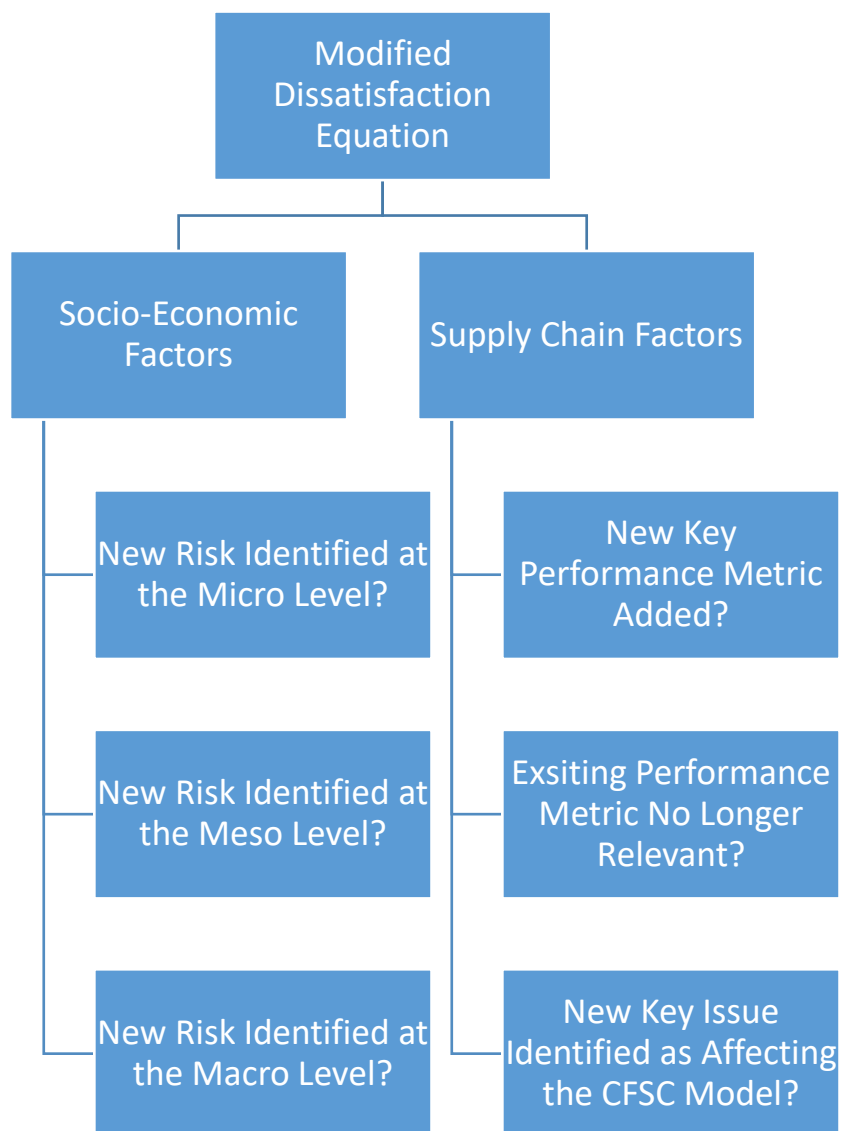 Modified
Dissatisfaction
Equation
Socio-Economic
Factors
New Risk Identified at
the Micro Level?
New Risk Identified at
the Meso Level?
New Risk Identified at
the Macro Level?
Supply Chain Factors
New Key
Performance Metric
Added?
Exsiting Performance
Metric No Longer
Relevant?
New Key Issue
Identified as Affecting
the CFSC Model?